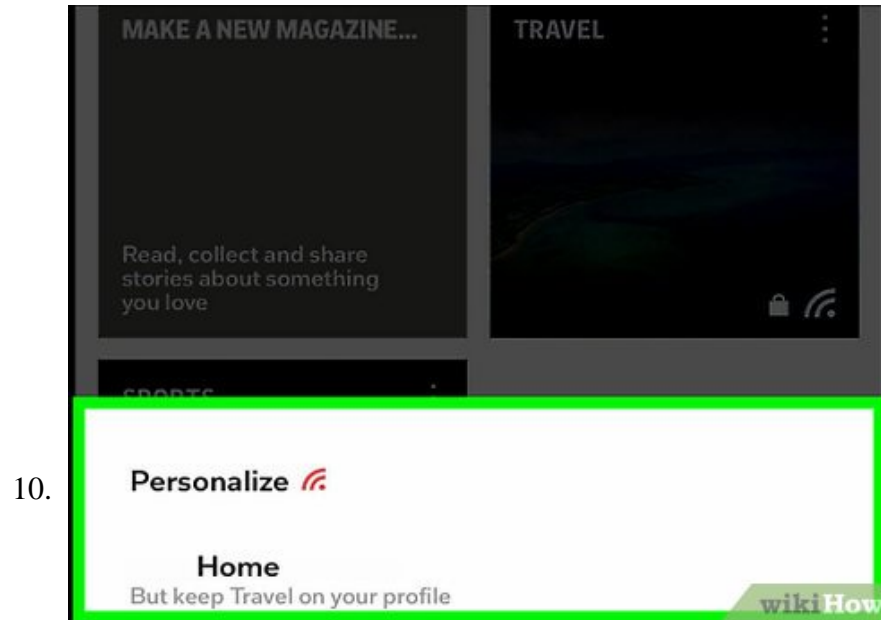 MAKE A NEW MAGAZINE...
TRAVEL
Read, collect and share
stories about something
you love
SPORTS
10.
Personalize
Home
But keep Travel on your profile
wikiHow